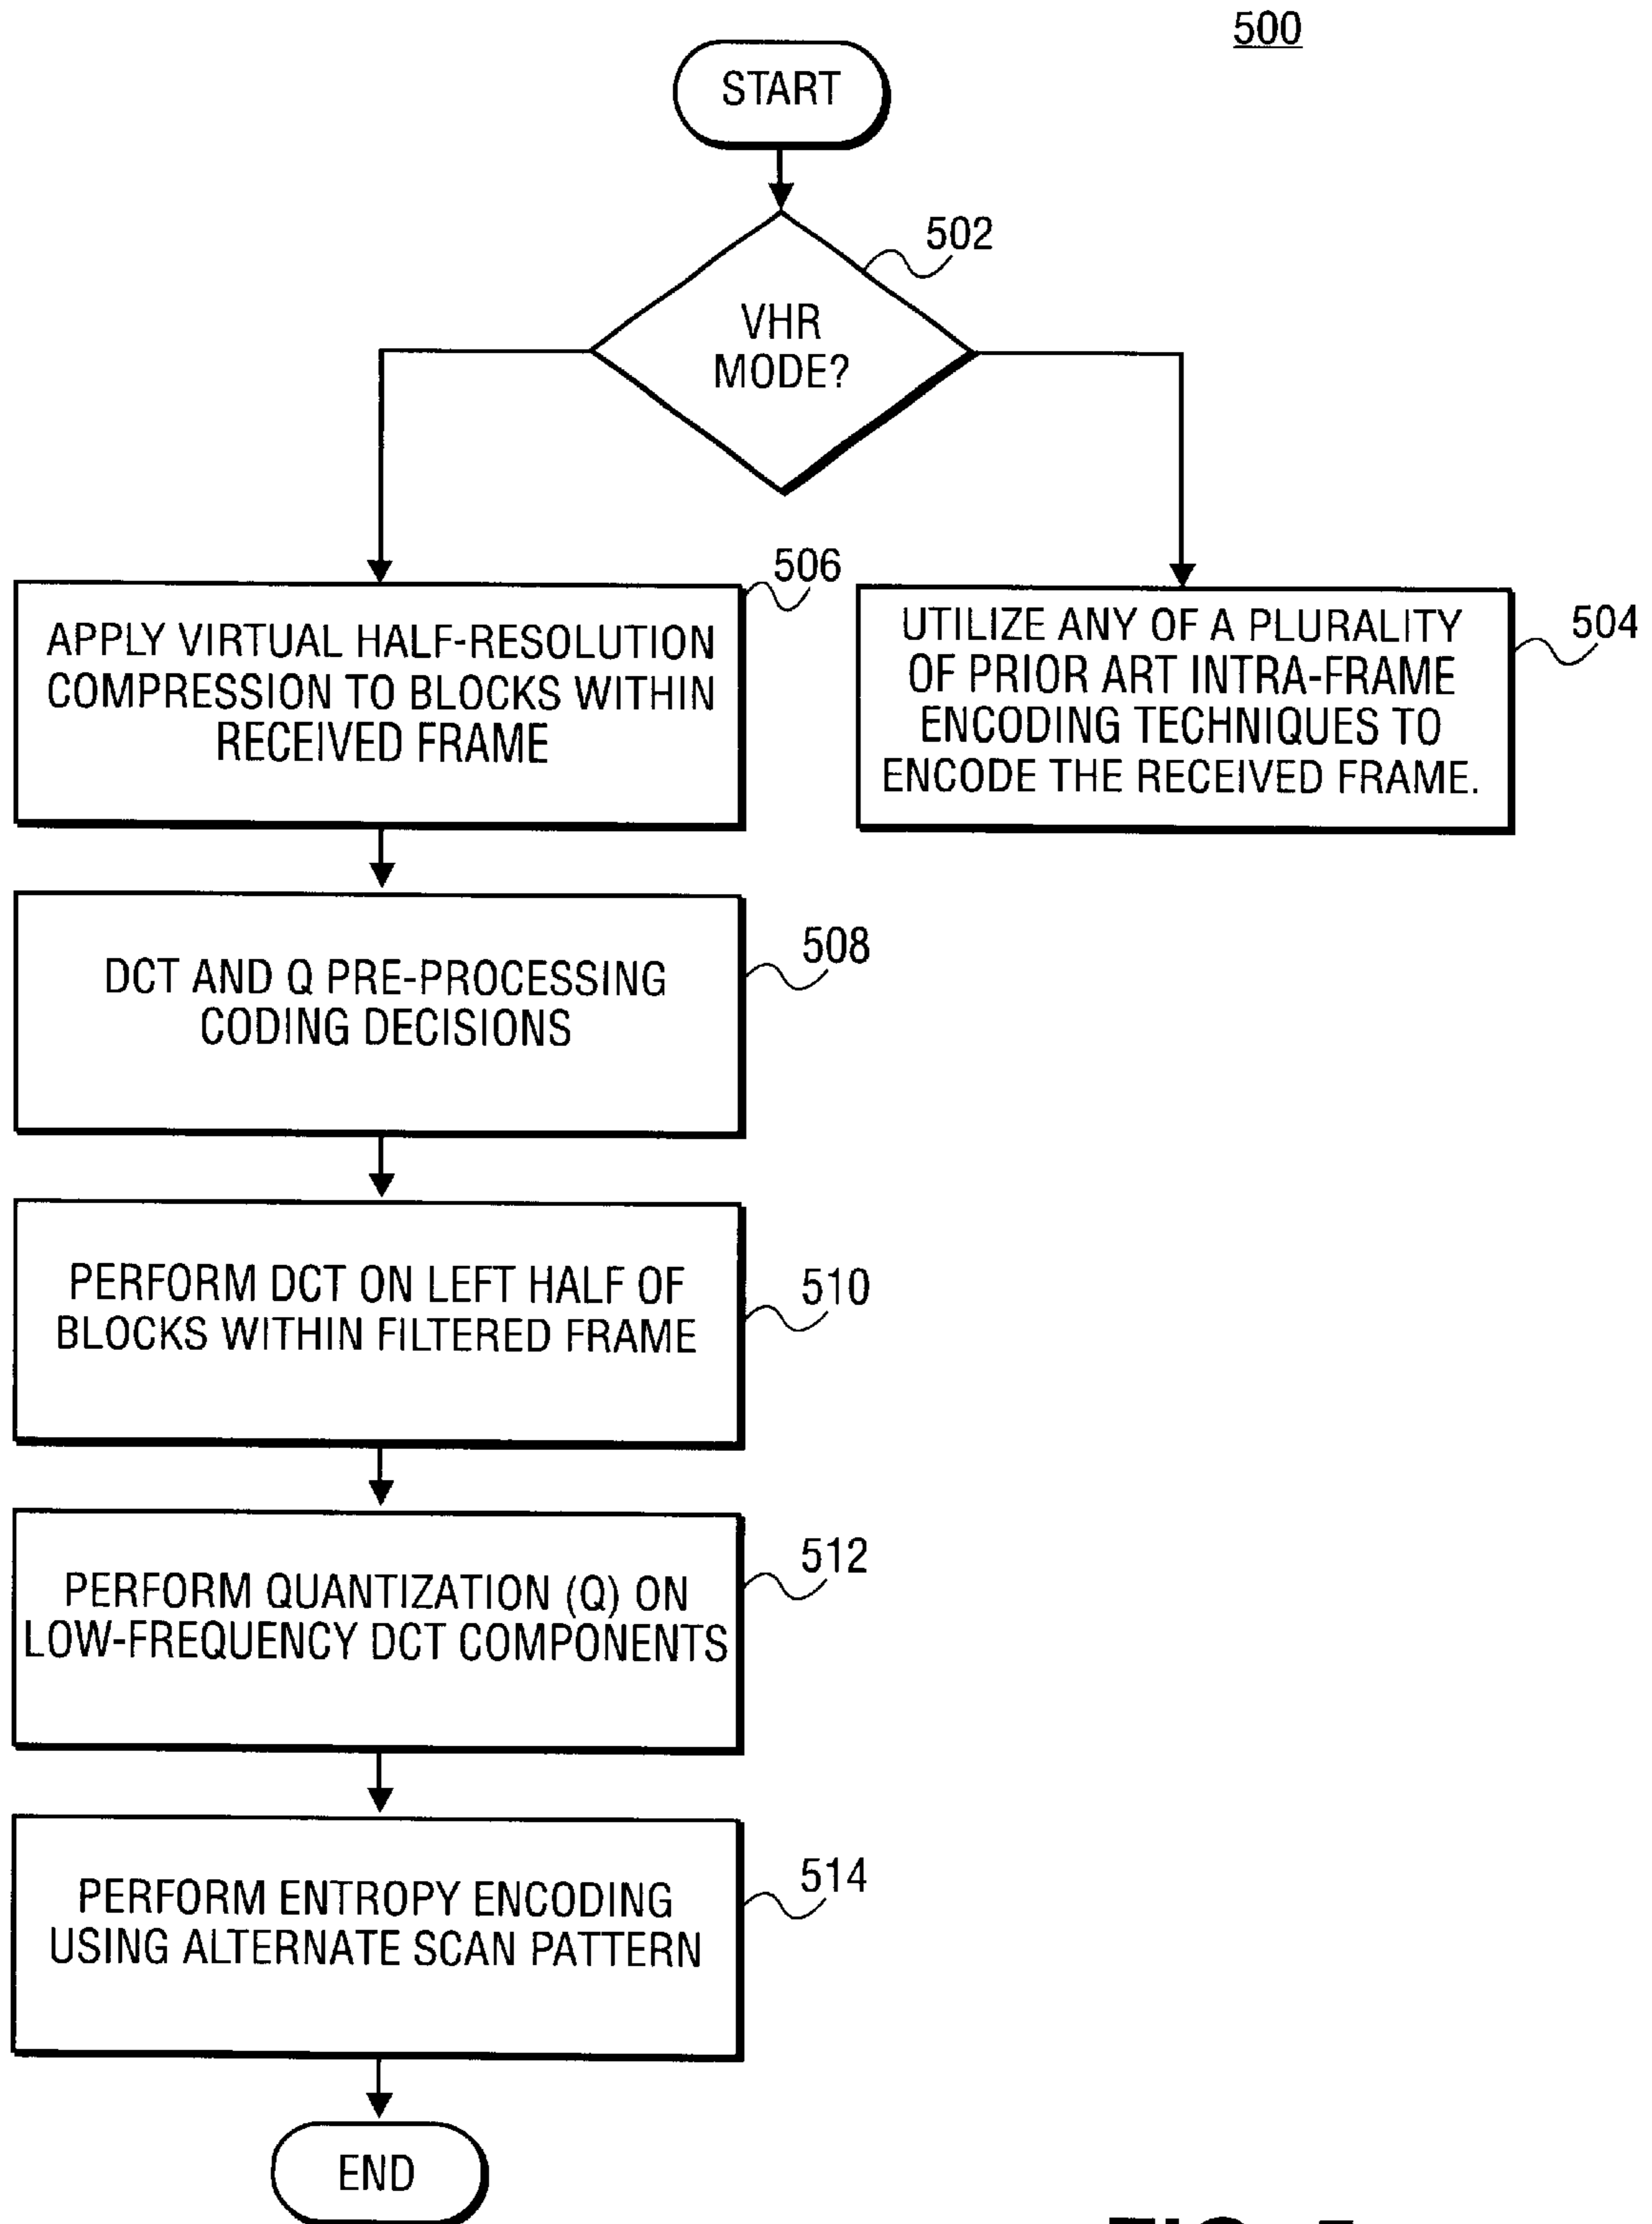 500
START
502
VHR
MODE?
506
APPLY VIRTUAL HALF-RESOLUTION
COMPRESSION TO BLOCKS WITHIN
RECEIVED FRAME
504
UTILIZE ANY OF A PLURALITY
OF PRIOR ART INTRA-FRAME
ENCODING TECHNIQUES TO
ENCODE THE RECEIVED FRAME.
508
DCT AND Q PRE-PROCESSING
CODING DECISIONS
510
PERFORM DCT ON LEFT HALF OF
BLOCKS WITHIN FILTERED FRAME
512
PERFORM QUANTIZATION (Q) ON
LOW-FREQUENCY DCT COMPONENTS
514
PERFORM ENTROPY ENCODING
USING ALTERNATE SCAN PATTERN
END